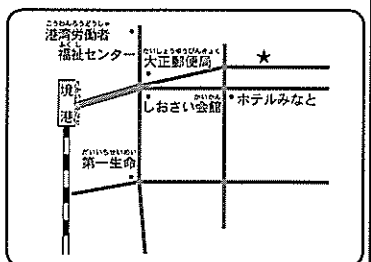 こうわんろうどうしゃ
港湾労働者
ふくし
福祉センター
たいしょうゆうびんきょく
大正郵便局
★
境港
しおさい会館
かいかん
ホテルみなと
だいいちせいめい
第一生命